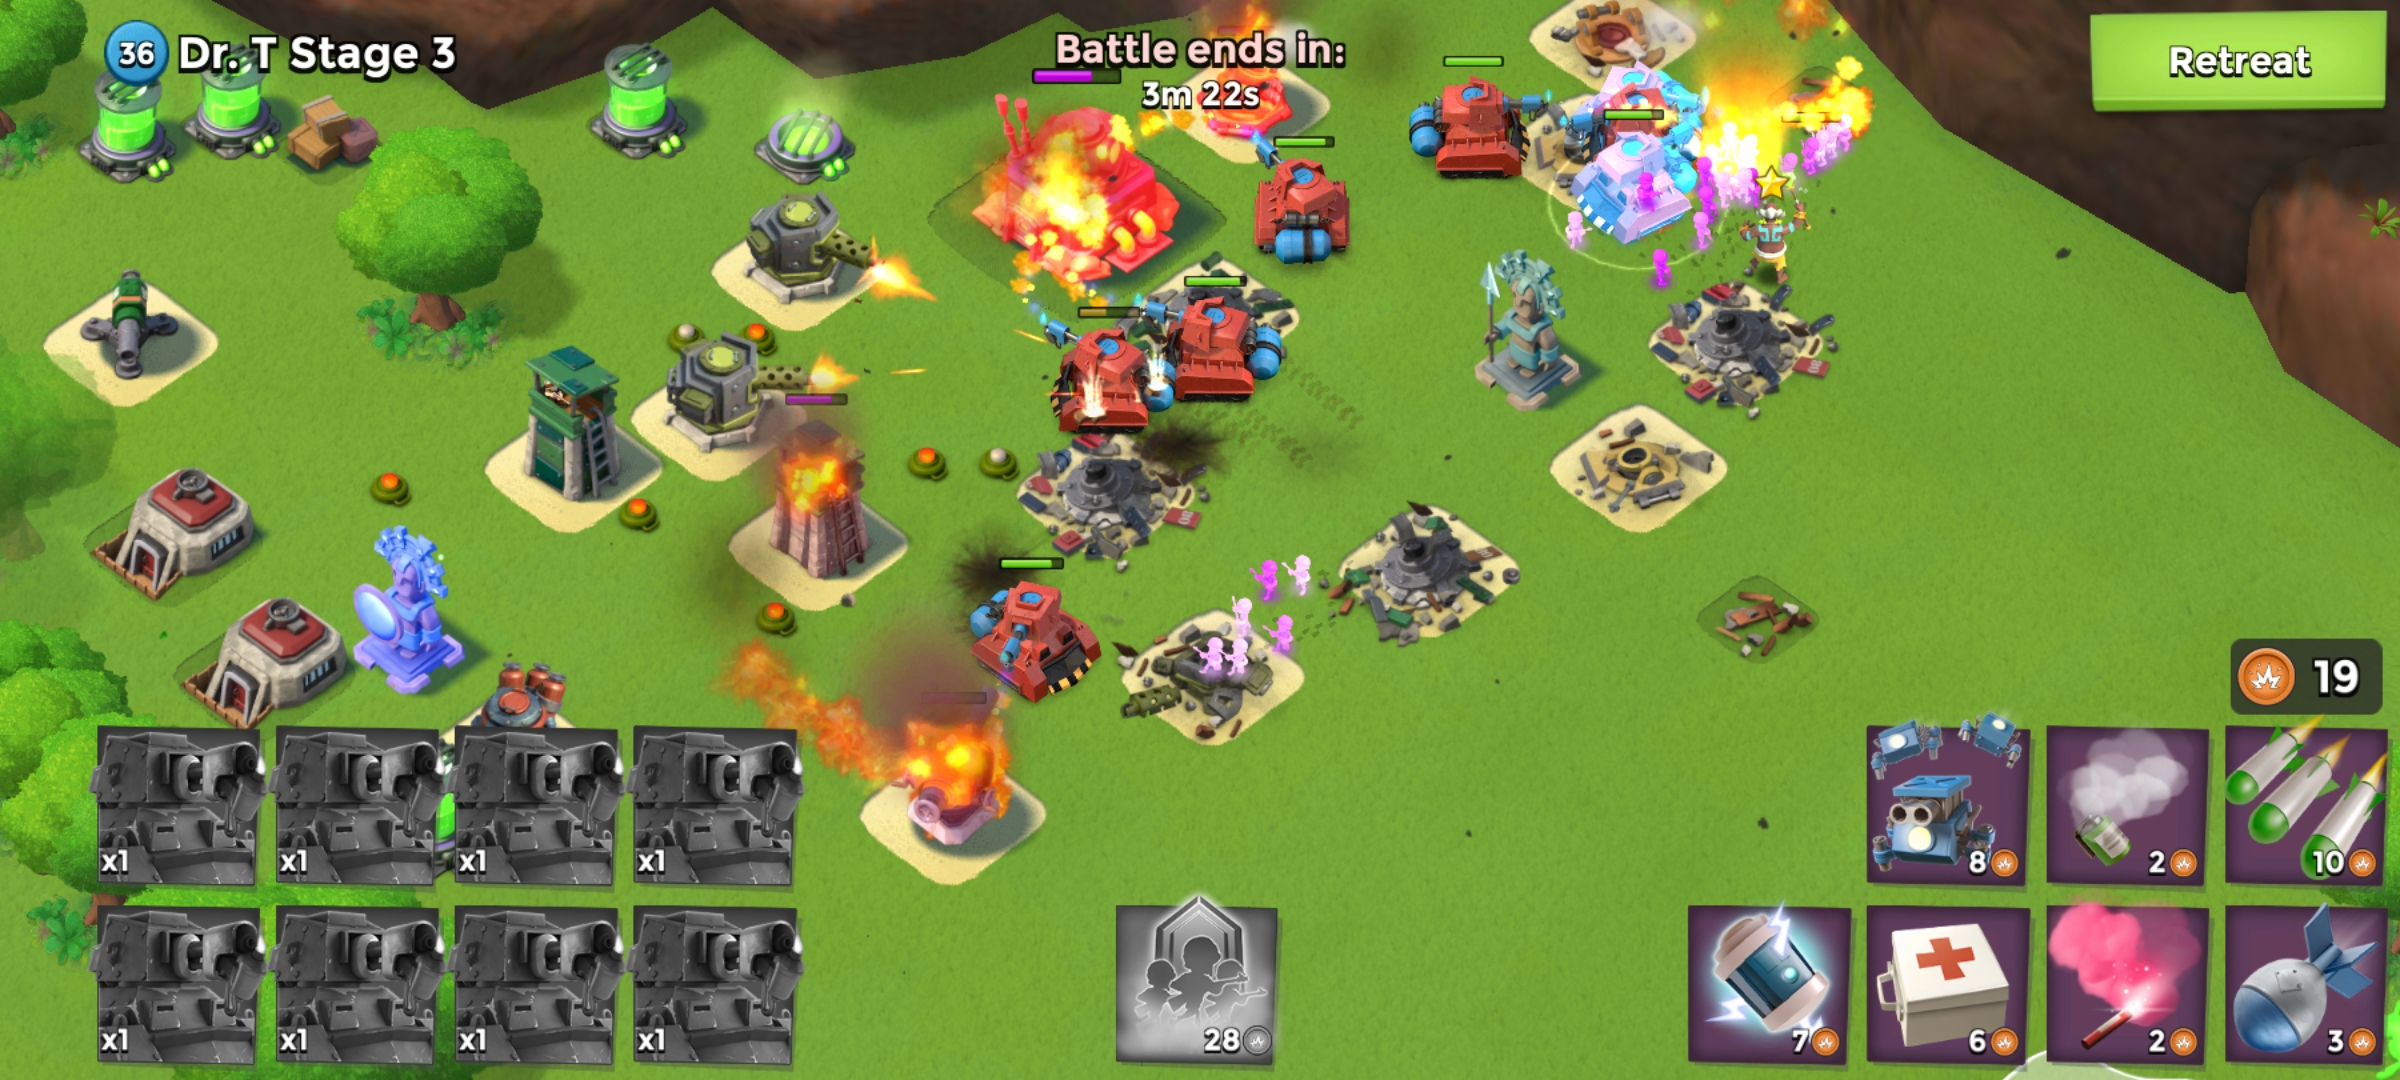 36 Dr. T Stage 3
Battle ends in:
3m 22s
Retreat
19
8
2
10
x1
x1
x1
x1
x1
x1
x1
x1
28
7
6
2
3